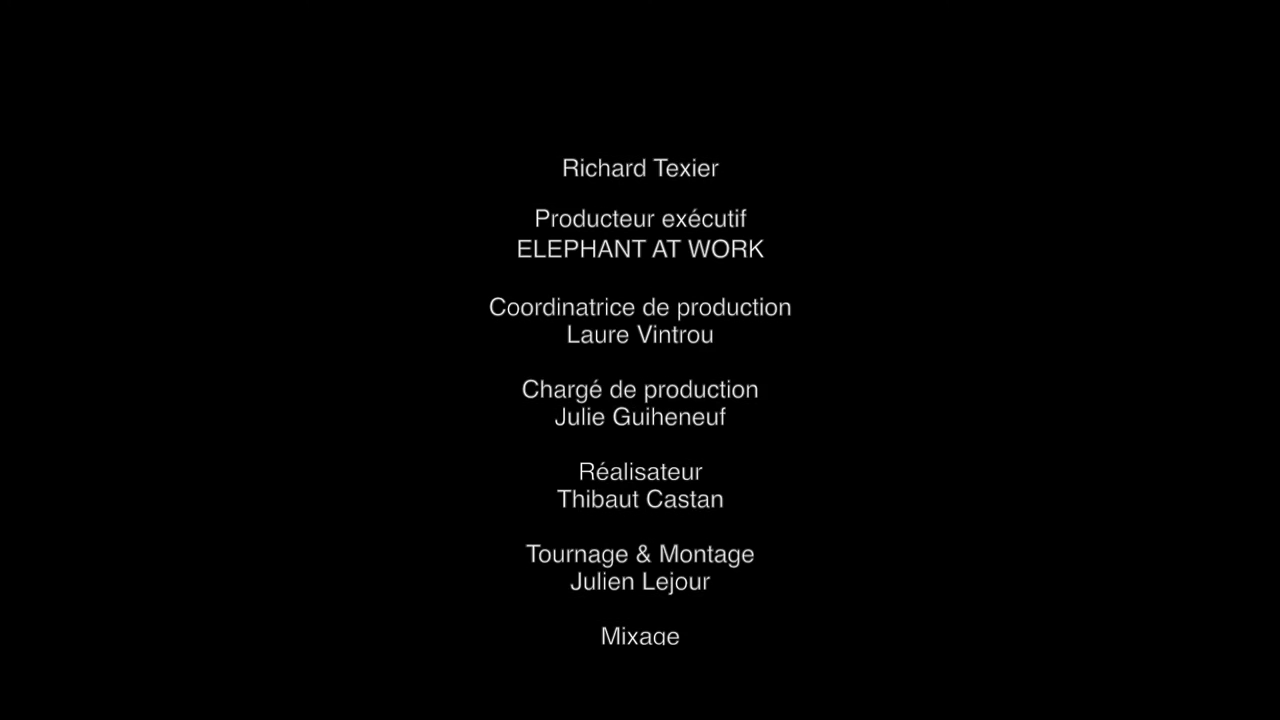 Richard Texier
Producteur exécutif
ELEPHANT AT WORK
Coordinatrice de production
Laure Vintrou
Chargé de production
Julie Guiheneuf
Réalisateur
Thibaut Castan
Tournage & Montage
Julien Lejour
Mixage